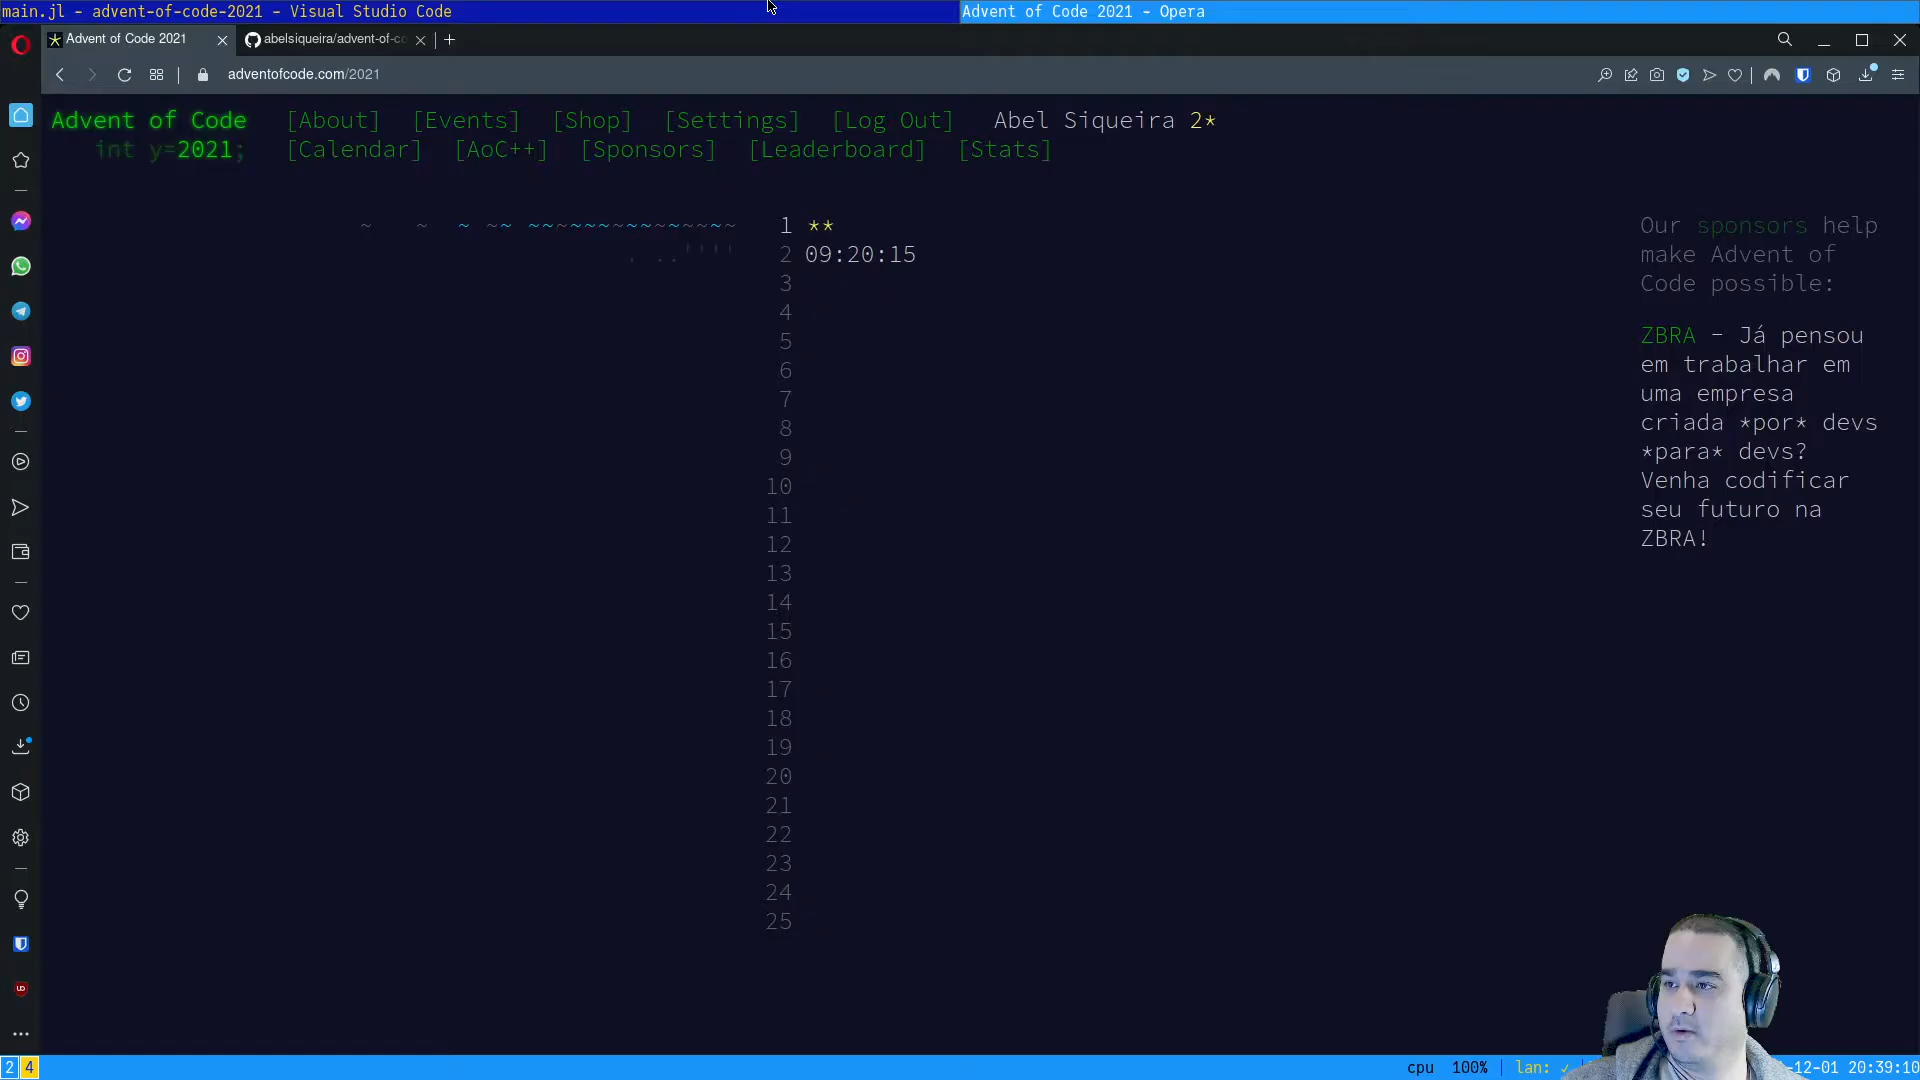 main.jl - advent-of-code-2021 - Visual Studio Code
Advent of Code 2021 - Opera
Advent of Code 2021
abelsiqueira/advent-of-co
adventofcode.com/2021
Advent of Code [About] [Events] [Shop] [Settings] [Log Out] Abel Siqueira 2*
int y=2021; [Calendar] [AoC++] [Sponsors] [Leaderboard] [Stats]
~ ~ ~ ~~ ~~~~~~~~~~~~~~~ 1 **
. ..'''' 2 09:20:15
3
4
5
6
7
8
9
10
11
12
13
14
15
16
17
18
19
20
21
22
23
24
25
Our sponsors help
make Advent of
Code possible:
ZBRA - Já pensou
em trabalhar em
uma empresa
criada *por* devs
*para* devs?
Venha codificar
seu futuro na
ZBRA!
2 4
cpu 100% | lan: ✓
-12-01 20:39:10